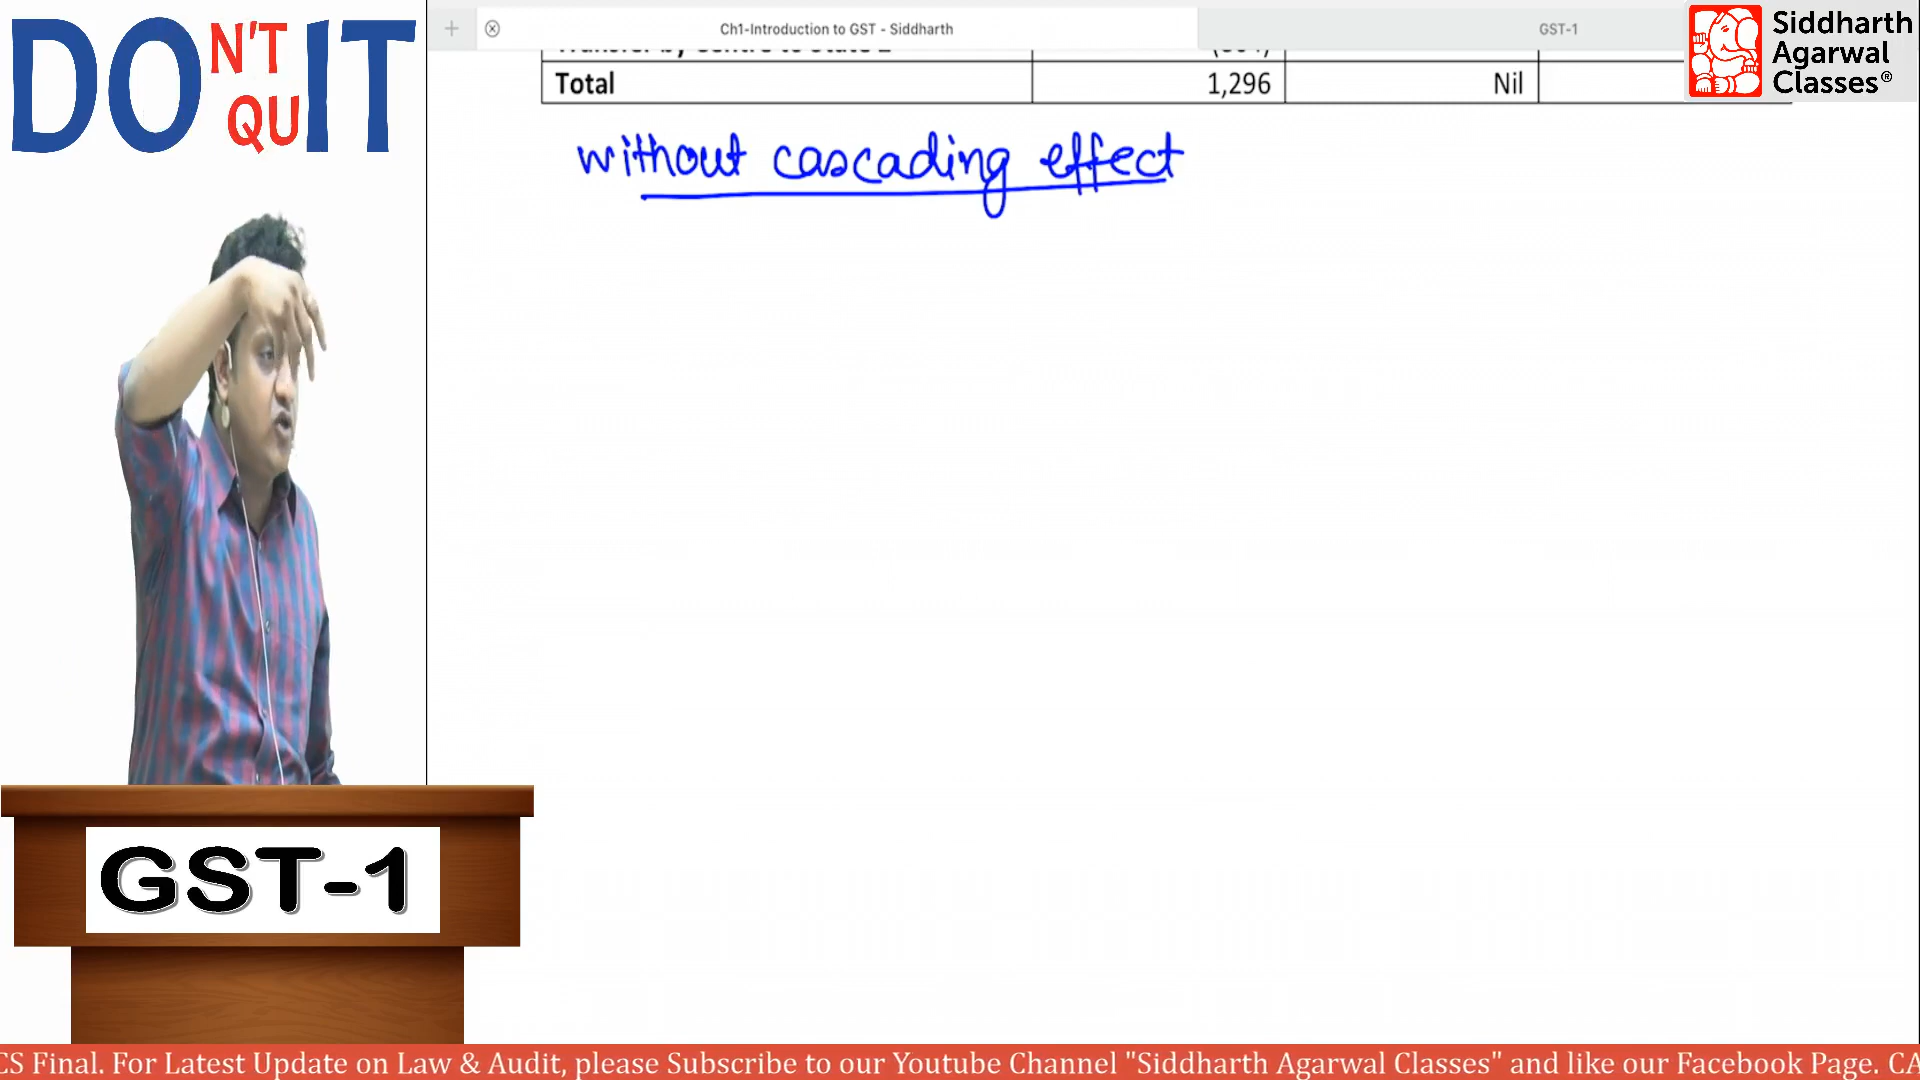 DON'T QUIT
Ch1-Introduction to GST - Siddharth
GST-1
Siddharth
Agarwal
Classes®
Total 1,296 Nil
without cascading effect
GST-1
CS Final. For Latest Update on Law & Audit, please Subscribe to our Youtube Channel "Siddharth Agarwal Classes" and like our Facebook Page. CA